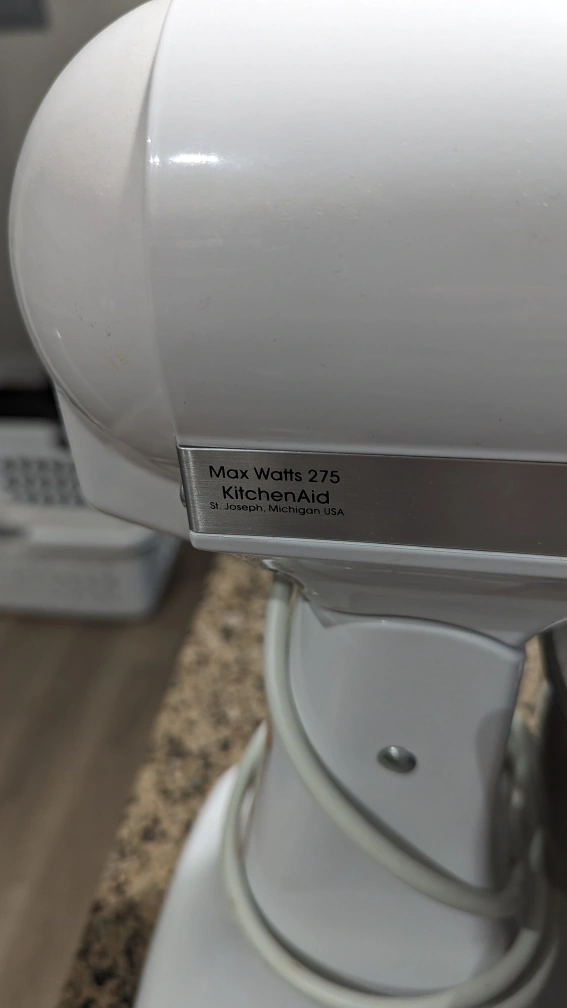 Max Watts 275
KitchenAid
St. Joseph, Michigan USA